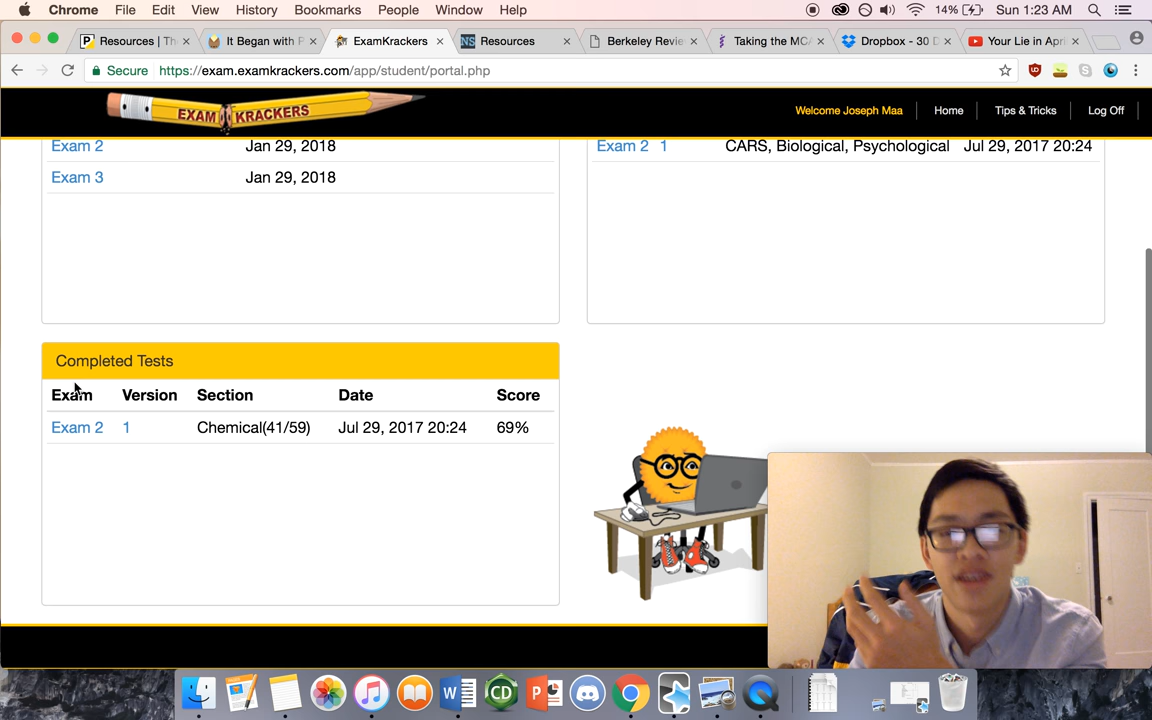 Chrome File Edit View History Bookmarks People Window Help 14% Sun 1:23 AM
Resources | Th It Began with P ExamKrackers Resources Berkeley Revie Taking the MCA Dropbox - 30 D Your Lie in Apri
Secure https://exam.examkrackers.com/app/student/portal.php
EXAM KRACKERS Welcome Joseph Maa Home Tips & Tricks Log Off
Exam 2 Jan 29, 2018 Exam 2 1 CARS, Biological, Psychological Jul 29, 2017 20:24
Exam 3 Jan 29, 2018
Completed Tests
Exam Version Section Date Score
Exam 2 1 Chemical(41/59) Jul 29, 2017 20:24 69%